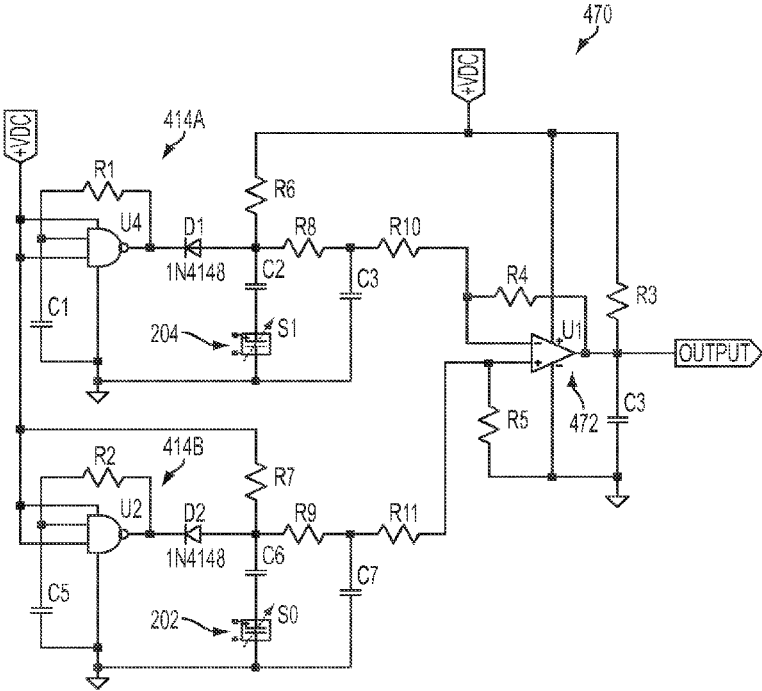 470
+VDC
+VDC
414A
R1
R6
U4
D1
R8
R10
1N4148
C2
C3
R4
R3
C1
204
S1
U1
OUTPUT
R5
472
C3
414B
R2
R7
U2
D2
R9
R11
1N4148
C6
C7
C5
202
S0